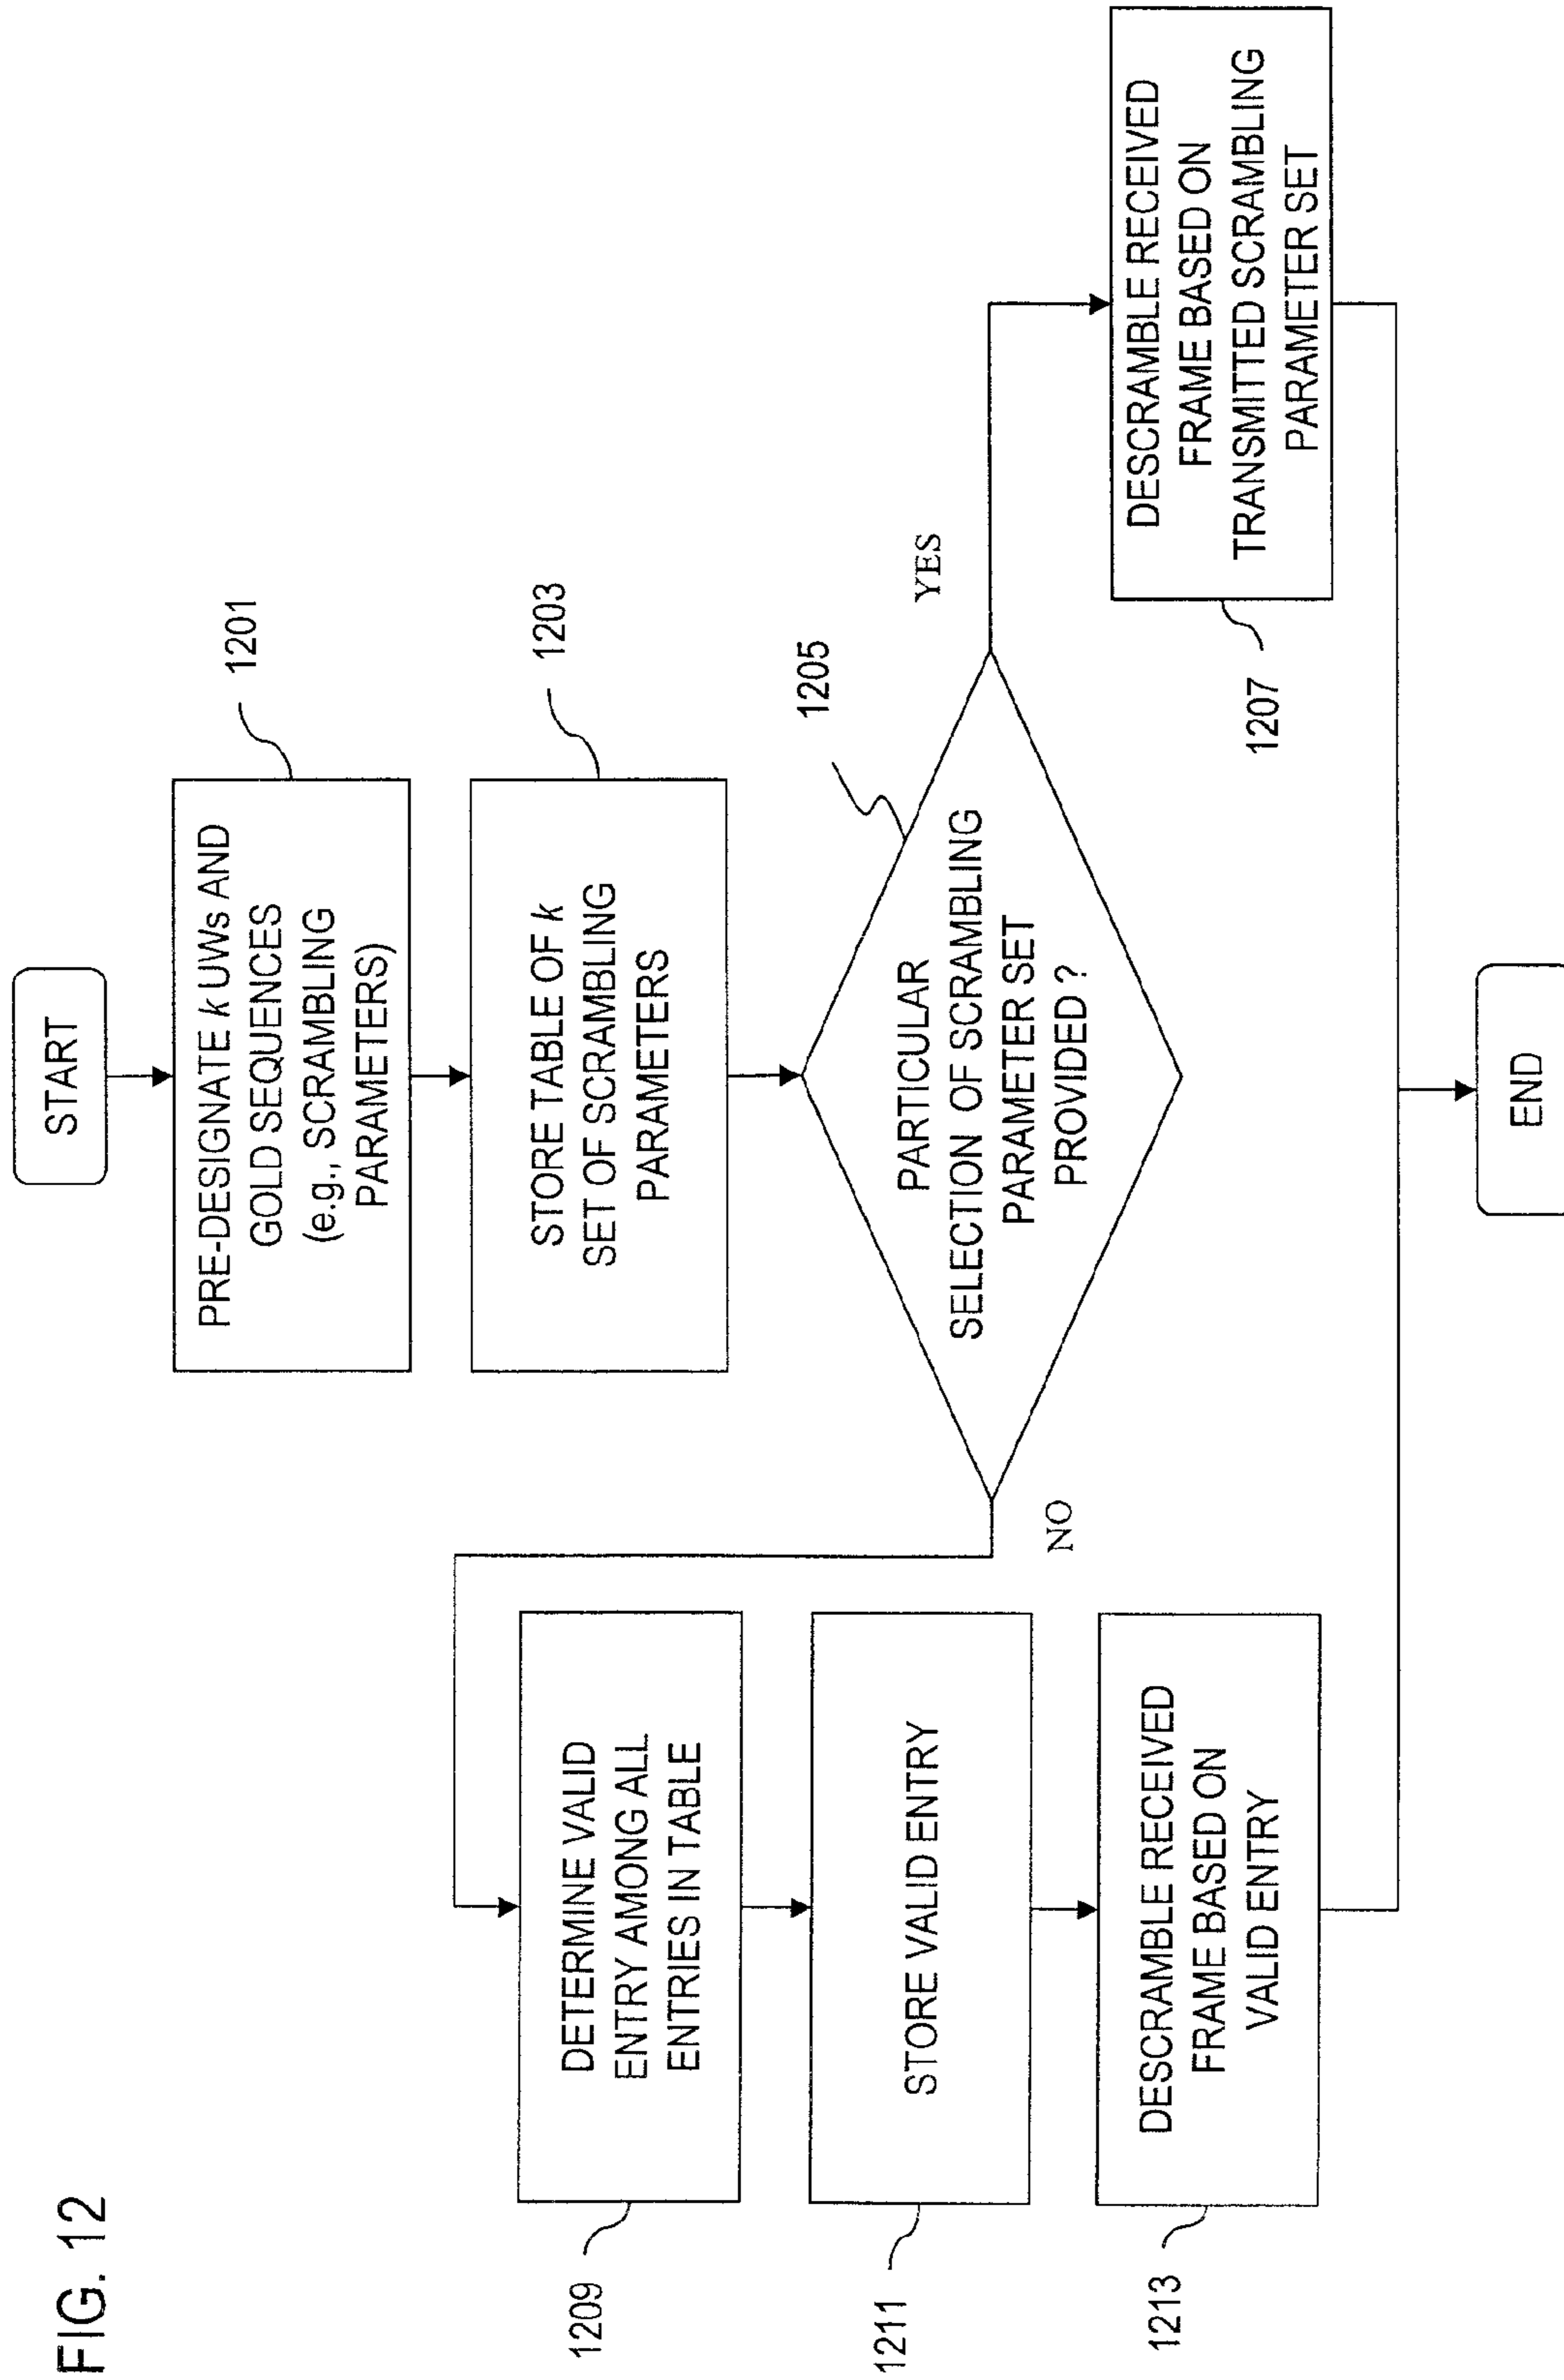 FIG. 12
START
PRE-DESIGNATE k UWs AND
GOLD SEQUENCES
(e.g., SCRAMBLING
PARAMETERS)
1201
STORE TABLE OF k
SET OF SCRAMBLING
PARAMETERS
1203
PARTICULAR
SELECTION OF SCRAMBLING
PARAMETER SET
PROVIDED ?
1205
YES
NO
DESCRAMBLE RECEIVED
FRAME BASED ON
TRANSMITTED SCRAMBLING
PARAMETER SET
1207
DETERMINE VALID
ENTRY AMONG ALL
ENTRIES IN TABLE
1209
STORE VALID ENTRY
1211
DESCRAMBLE RECEIVED
FRAME BASED ON
VALID ENTRY
1213
END